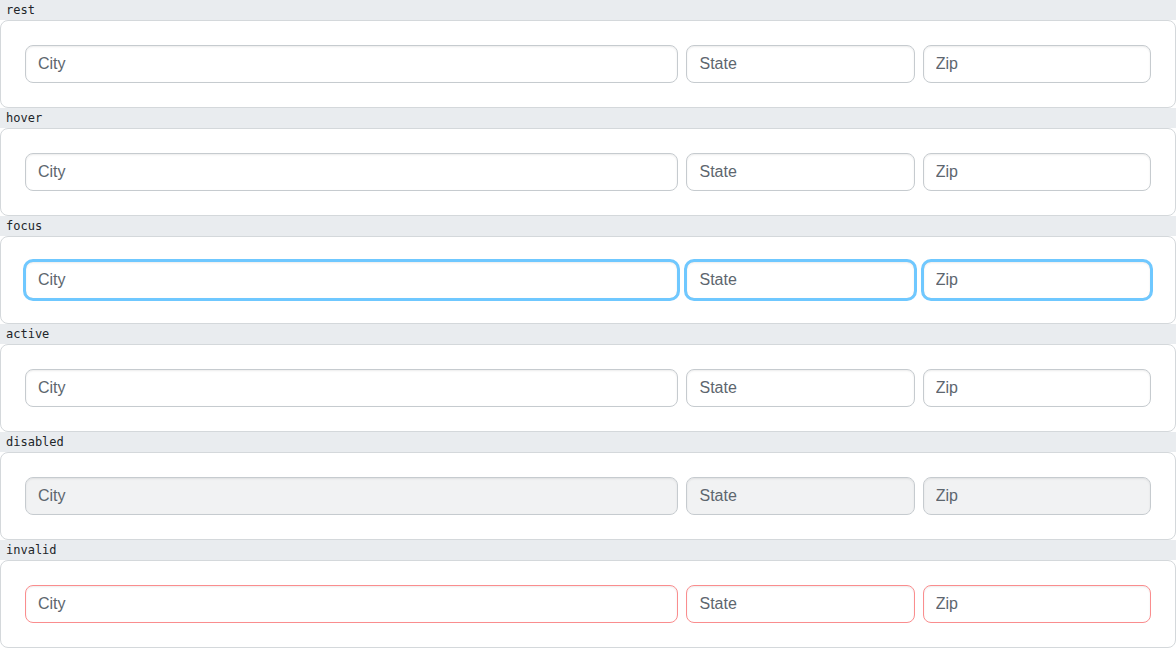 rest
City State Zip
hover
City State Zip
focus
City State Zip
active
City State Zip
disabled
City State Zip
invalid
City State Zip